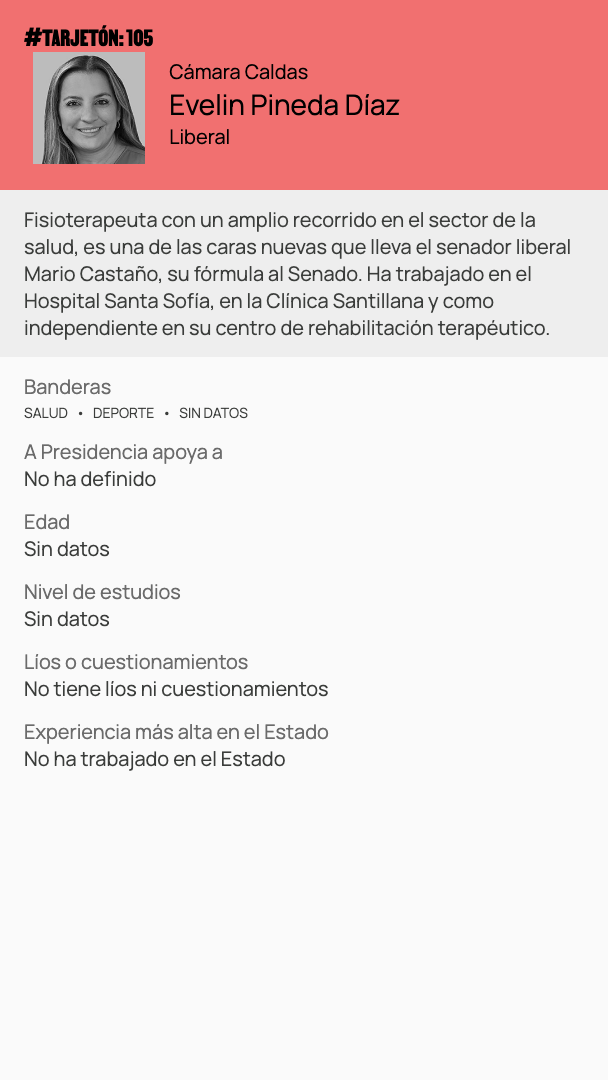 #TARJETÓN: 105
Cámara Caldas
Evelin Pineda Díaz
Liberal
Fisioterapeuta con un amplio recorrido en el sector de la
salud, es una de las caras nuevas que lleva el senador liberal
Mario Castaño, su fórmula al Senado. Ha trabajado en el
Hospital Santa Sofía, en la Clínica Santillana y como
independiente en su centro de rehabilitación terapéutico.
Banderas
SALUD • DEPORTE • SIN DATOS
A Presidencia apoya a
No ha definido
Edad
Sin datos
Nivel de estudios
Sin datos
Líos o cuestionamientos
No tiene líos ni cuestionamientos
Experiencia más alta en el Estado
No ha trabajado en el Estado